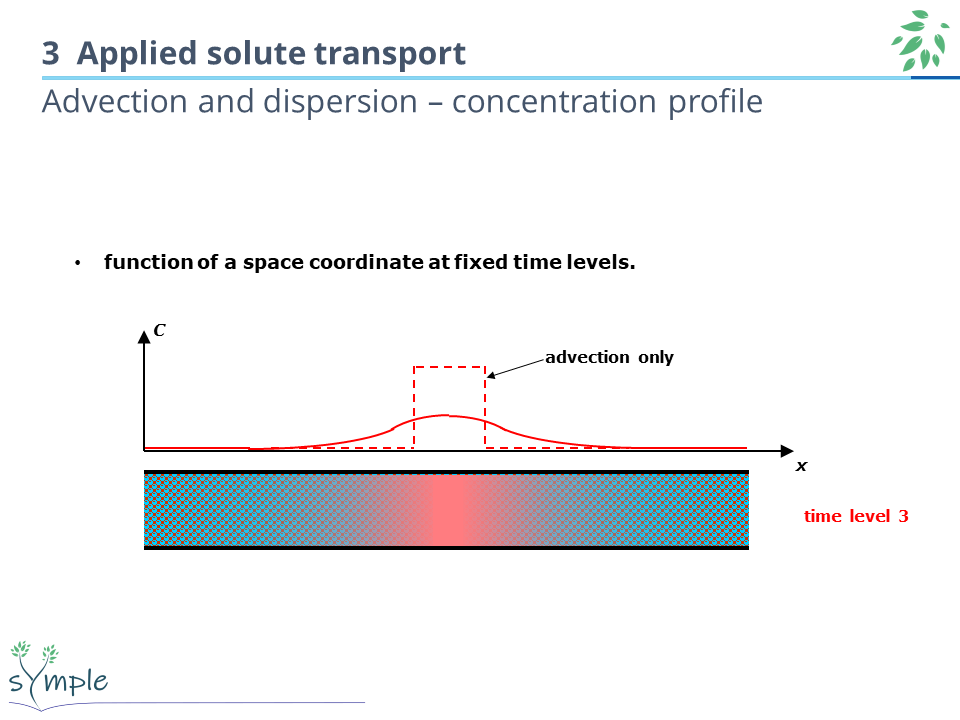 3 Applied solute transport
Advection and dispersion – concentration profile
• function of a space coordinate at fixed time levels.
C
advection only
x
time level 3
symple